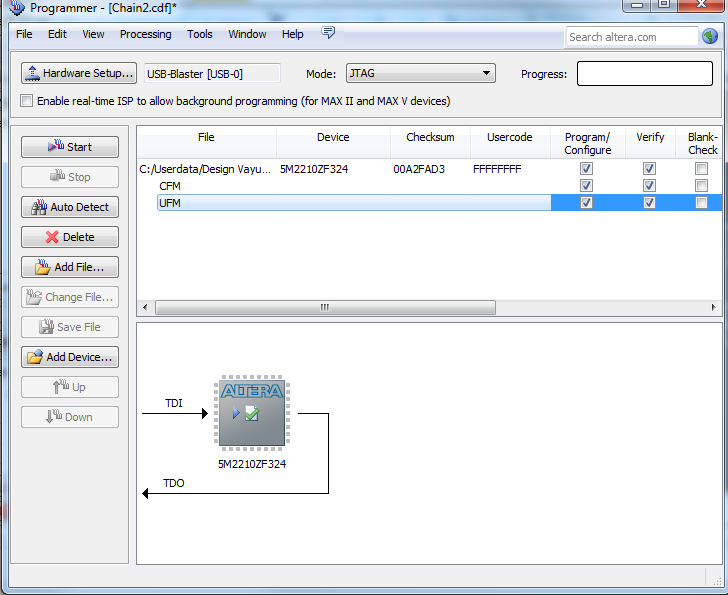 Programmer - [Chain2.cdf]*
File Edit View Processing Tools Window Help
Search altera.com
Hardware Setup... USB-Blaster [USB-0] Mode: JTAG Progress:
Enable real-time ISP to allow background programming (for MAX II and MAX V devices)
Start
Stop
Auto Detect
Delete
Add File...
Change File...
Save File
Add Device...
Up
Down
File Device Checksum Usercode Program/ Verify Blank-
Configure Check
C:/Userdata/Design Vayu... 5M2210ZF324 00A2FAD3 FFFFFFFF
CFM
UFM
ALTERA
TDI
5M2210ZF324
TDO